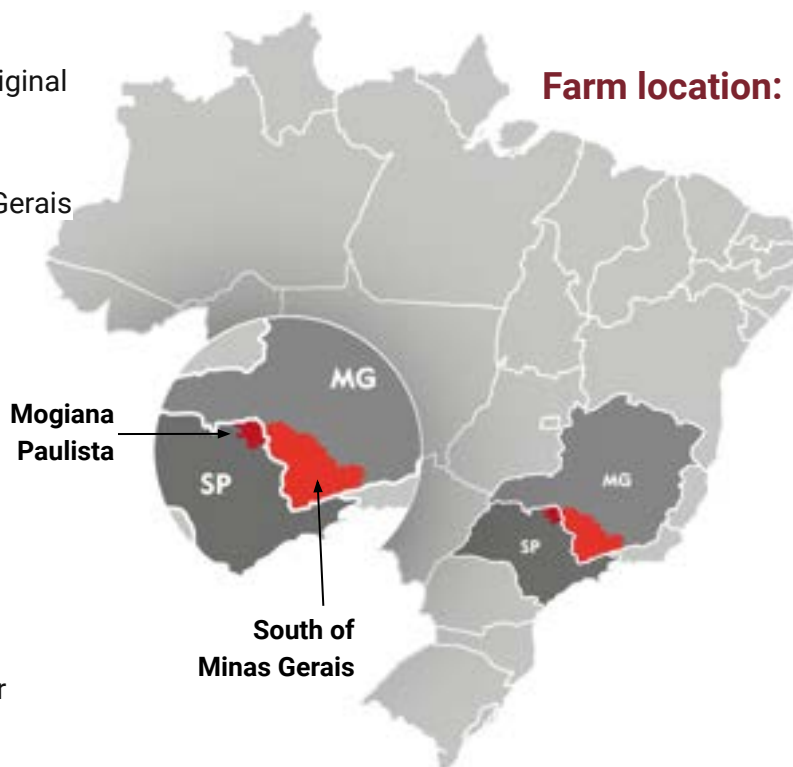 iginal
Farm location:
Gerais
MG
Mogiana
Paulista
SP
MG
SP
South of
Minas Gerais
r